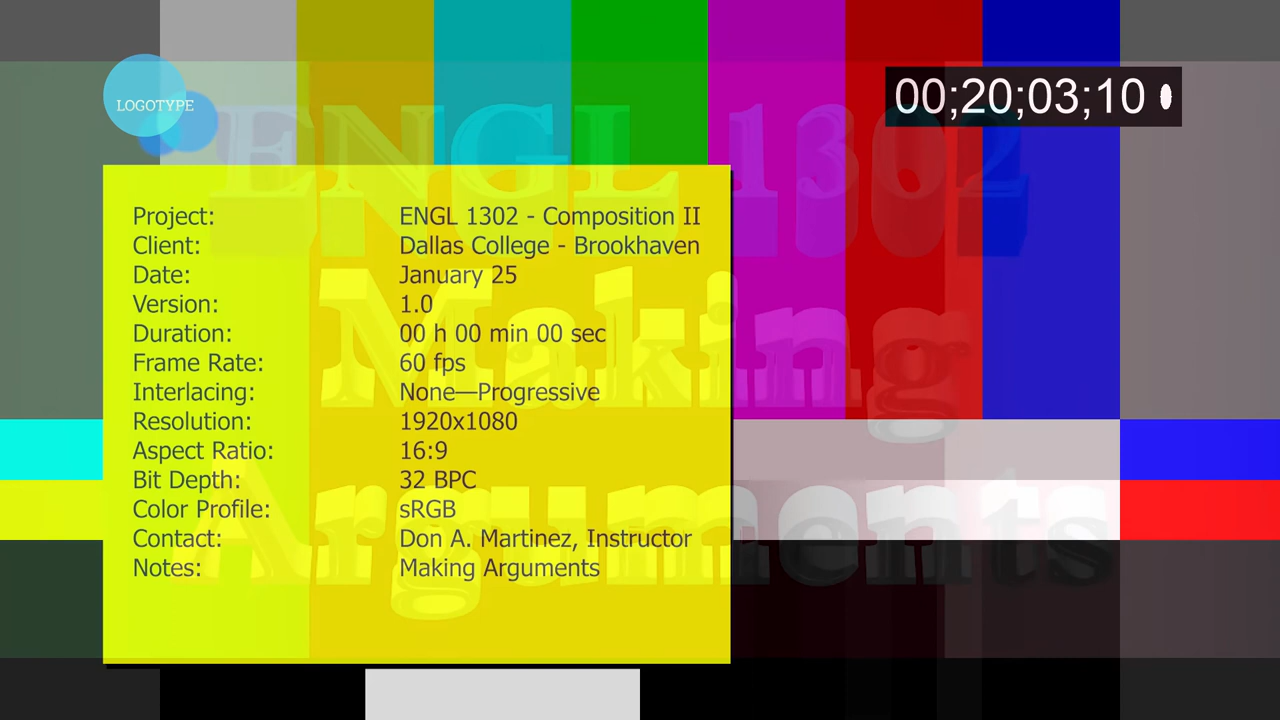 LOGOTYPE
00;20;03;10
ENGL 1302
Making
Arguments
Project: ENGL 1302 - Composition II
Client: Dallas College - Brookhaven
Date: January 25
Version: 1.0
Duration: 00 h 00 min 00 sec
Frame Rate: 60 fps
Interlacing: None—Progressive
Resolution: 1920x1080
Aspect Ratio: 16:9
Bit Depth: 32 BPC
Color Profile: sRGB
Contact: Don A. Martinez, Instructor
Notes: Making Arguments